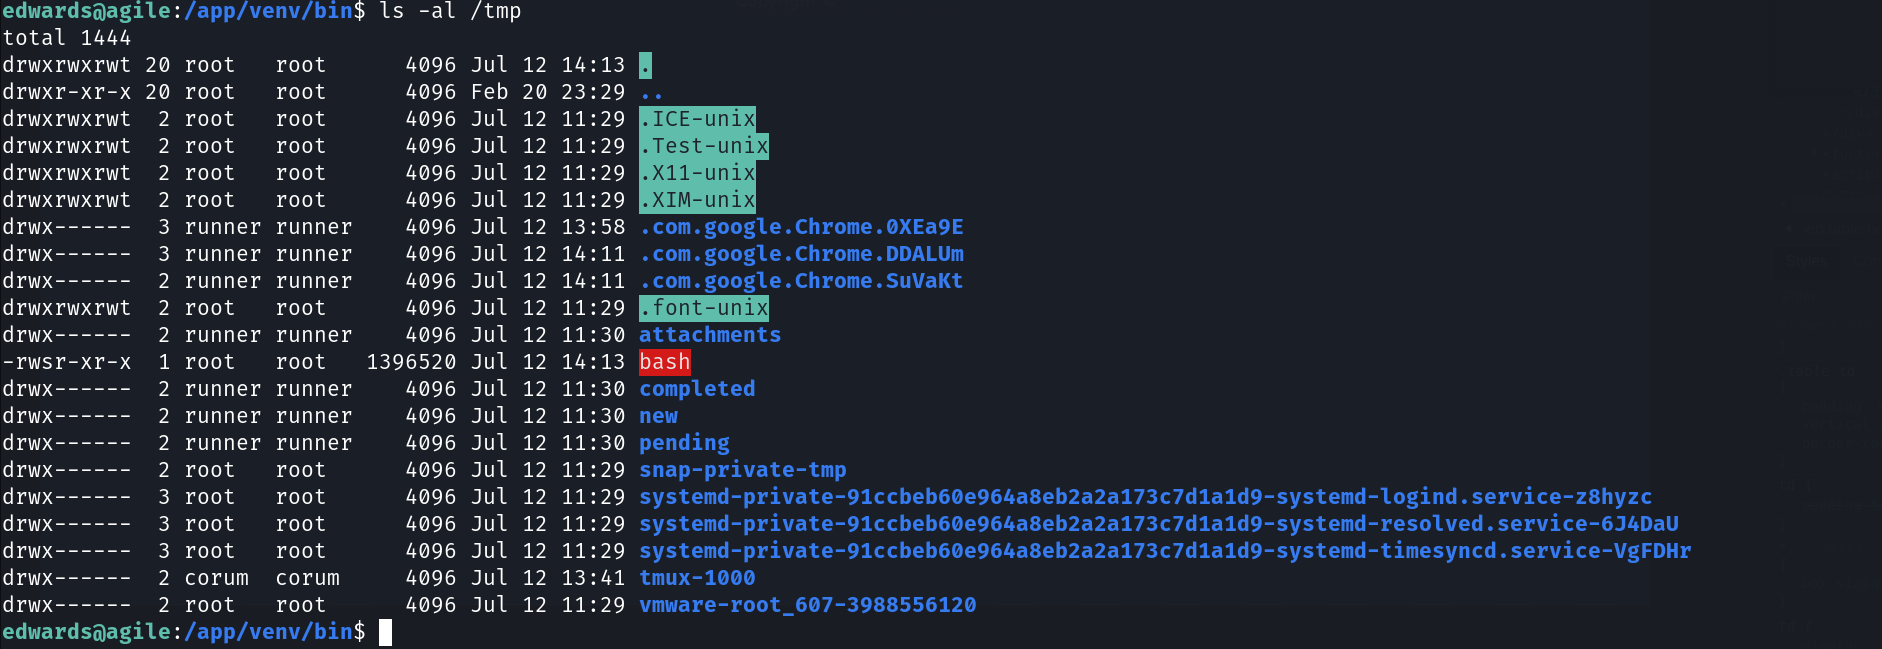 edwards@agile:/app/venv/bin$ ls -al /tmp
total 1444
drwxrwxrwt 20 root   root      4096 Jul 12 14:13 .
drwxr-xr-x 20 root   root      4096 Feb 20 23:29 ..
drwxrwxrwt  2 root   root      4096 Jul 12 11:29 .ICE-unix
drwxrwxrwt  2 root   root      4096 Jul 12 11:29 .Test-unix
drwxrwxrwt  2 root   root      4096 Jul 12 11:29 .X11-unix
drwxrwxrwt  2 root   root      4096 Jul 12 11:29 .XIM-unix
drwx------  3 runner runner    4096 Jul 12 13:58 .com.google.Chrome.0XEa9E
drwx------  3 runner runner    4096 Jul 12 14:11 .com.google.Chrome.DDALUm
drwx------  2 runner runner    4096 Jul 12 14:11 .com.google.Chrome.SuVaKt
drwxrwxrwt  2 root   root      4096 Jul 12 11:29 .font-unix
drwx------  2 runner runner    4096 Jul 12 11:30 attachments
-rwsr-xr-x  1 root   root   1396520 Jul 12 14:13 bash
drwx------  2 runner runner    4096 Jul 12 11:30 completed
drwx------  2 runner runner    4096 Jul 12 11:30 new
drwx------  2 runner runner    4096 Jul 12 11:30 pending
drwx------  2 root   root      4096 Jul 12 11:29 snap-private-tmp
drwx------  3 root   root      4096 Jul 12 11:29 systemd-private-91ccbeb60e964a8eb2a2a173c7d1a1d9-systemd-logind.service-z8hyzc
drwx------  3 root   root      4096 Jul 12 11:29 systemd-private-91ccbeb60e964a8eb2a2a173c7d1a1d9-systemd-resolved.service-6J4DaU
drwx------  3 root   root      4096 Jul 12 11:29 systemd-private-91ccbeb60e964a8eb2a2a173c7d1a1d9-systemd-timesyncd.service-VgFDHr
drwx------  2 corum  corum     4096 Jul 12 13:41 tmux-1000
drwx------  2 root   root      4096 Jul 12 11:29 vmware-root_607-3988556120
edwards@agile:/app/venv/bin$